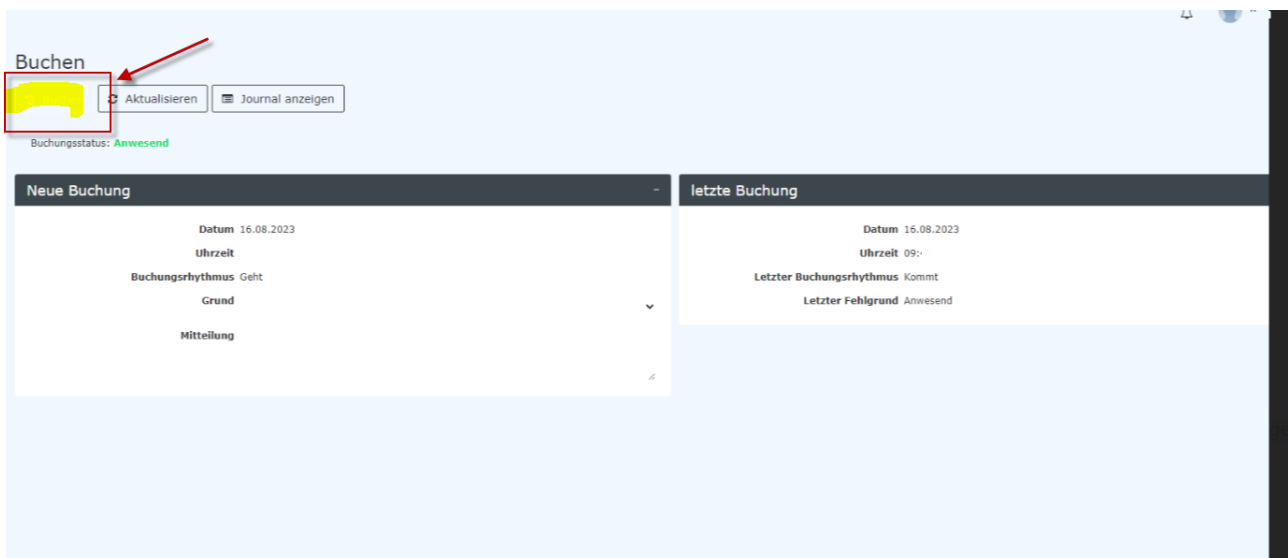 Buchen
Aktualisieren Journal anzeigen
Buchungsstatus: Anwesend
Neue Buchung -
Datum 16.08.2023
Uhrzeit
Buchungsrhythmus Geht
Grund
Mitteilung
letzte Buchung
Datum 16.08.2023
Uhrzeit 09:
Letzter Buchungsrhythmus Kommt
Letzter Fehlgrund Anwesend